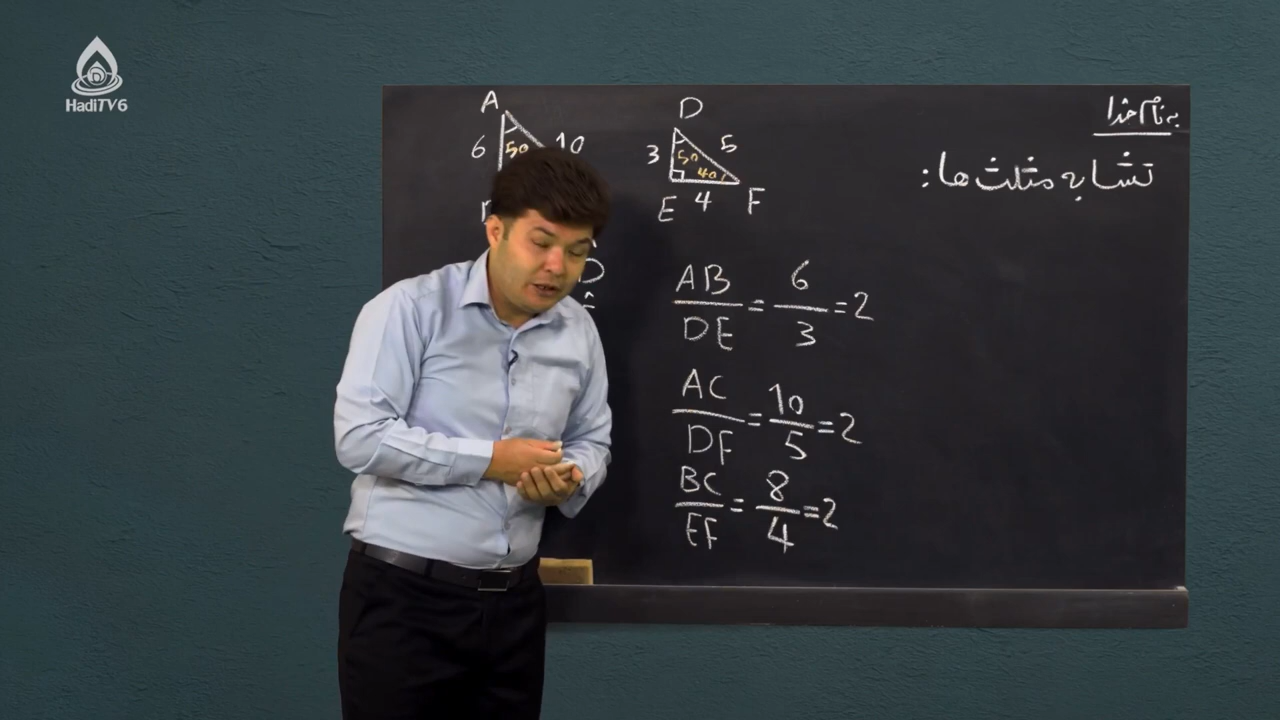 HadiTV6
به نام خدا
تشابه مثلث ها:
A
6 50 10
D
3 50 5
40
E 4 F
D
AB/DE = 6/3 = 2
AC/DF = 10/5 = 2
BC/EF = 8/4 = 2